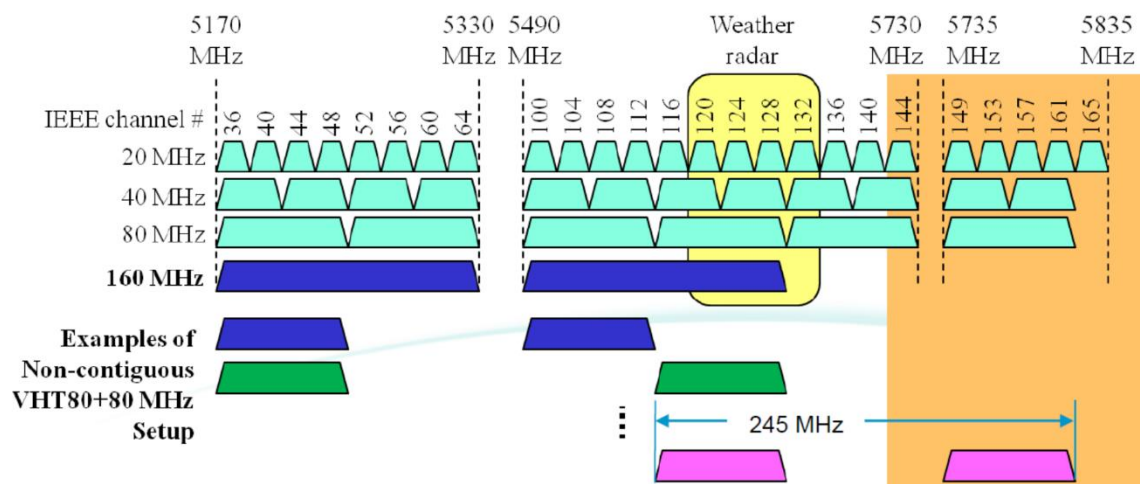 5170 MHz
5330 MHz
5490 MHz
Weather radar
5730 MHz
5735 MHz
5835 MHz
IEEE channel # 36 40 44 48 52 56 60 64 100 104 108 112 116 120 124 128 132 136 140 144 149 153 157 161 165
20 MHz
40 MHz
80 MHz
160 MHz
Examples of
Non-contiguous
VHT80+80 MHz
Setup
245 MHz